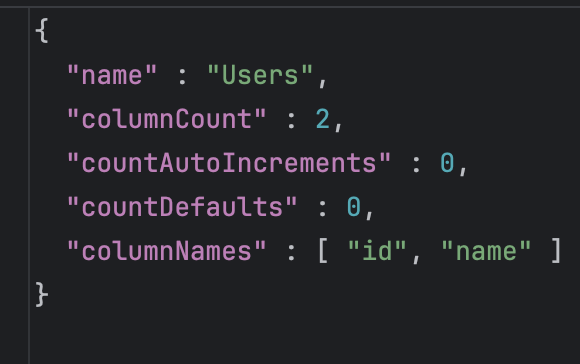 {
"name" : "Users",
"columnCount" : 2,
"countAutoIncrements" : 0,
"countDefaults" : 0,
"columnNames" : [ "id", "name" ]
}